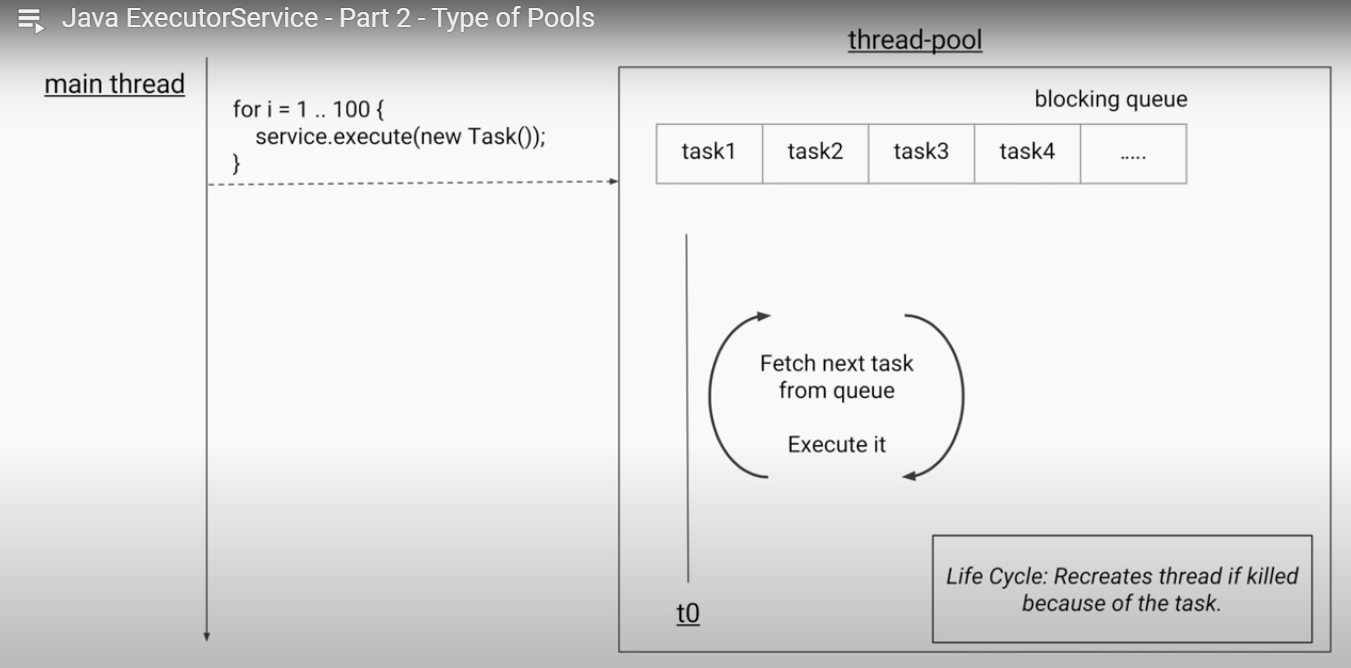 Java ExecutorService - Part 2 - Type of Pools
thread-pool
main thread
for i = 1 .. 100 {
service.execute(new Task());
}
blocking queue
task1 task2 task3 task4 .....
Fetch next task
from queue
Execute it
Life Cycle: Recreates thread if killed
because of the task.
t0